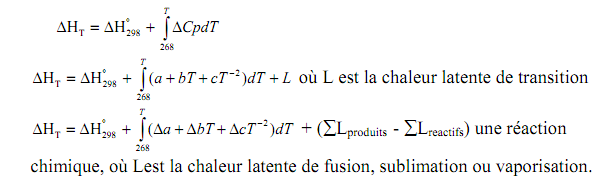 ΔH_T = ΔH°_298 + ∫_268^T ΔCpdT
ΔH_T = ΔH°_298 + ∫_268^T (a + bT + cT^-2)dT + L où L est la chaleur latente de transition
ΔH_T = ΔH°_298 + ∫_268^T (Δa + ΔbT + ΔcT^-2)dT + (∑L_produits - ∑L_reactifs) une réaction
chimique, où Lest la chaleur latente de fusion, sublimation ou vaporisation.